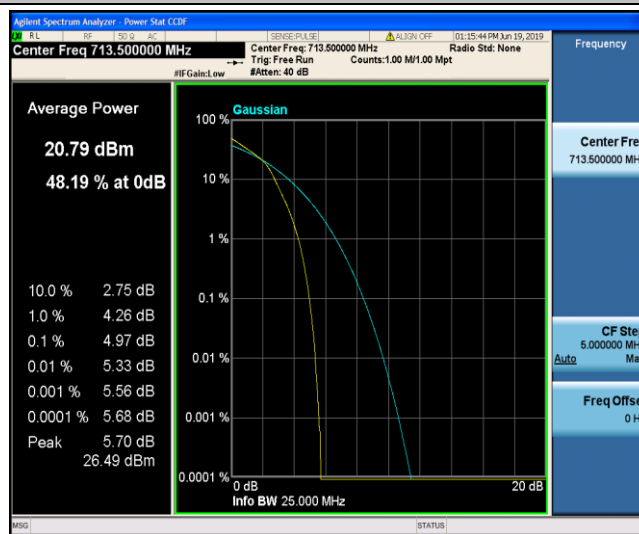 Agilent Spectrum Analyzer - Power Stat CCDF
RL RF 50 Ω AC SENSE:PULSE ALIGN OFF 01:15:44 PM Jun 19, 2019
Center Freq 713.500000 MHz
Center Freq: 713.500000 MHz Radio Std: None
Trig: Free Run Counts:1.00 M/1.00 Mpt
#IFGain:Low #Atten: 40 dB
Frequency
Average Power
20.79 dBm
48.19 % at 0dB
10.0 % 2.75 dB
1.0 % 4.26 dB
0.1 % 4.97 dB
0.01 % 5.33 dB
0.001 % 5.56 dB
0.0001 % 5.68 dB
Peak 5.70 dB
26.49 dBm
Gaussian
100 %
10 %
1 %
0.1 %
0.01 %
0.001 %
0.0001 %
0 dB 20 dB
Info BW 25.000 MHz
Center Fre
713.500000 MH
CF Ste
5.000000 MH
Auto Ma
Freq Offse
0 H
MSG STATUS